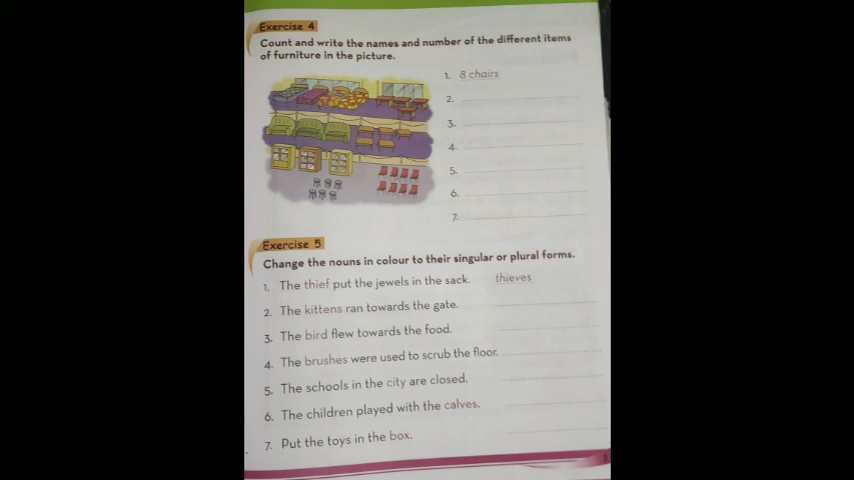 Exercise 4
Count and write the names and number of the different items
of furniture in the picture.
1. 8 chairs
2.
3.
4.
5.
6.
7.
Exercise 5
Change the nouns in colour to their singular or plural forms.
1. The thief put the jewels in the sack. thieves
2. The kittens ran towards the gate.
3. The bird flew towards the food.
4. The brushes were used to scrub the floor.
5. The schools in the city are closed.
6. The children played with the calves.
7. Put the toys in the box.